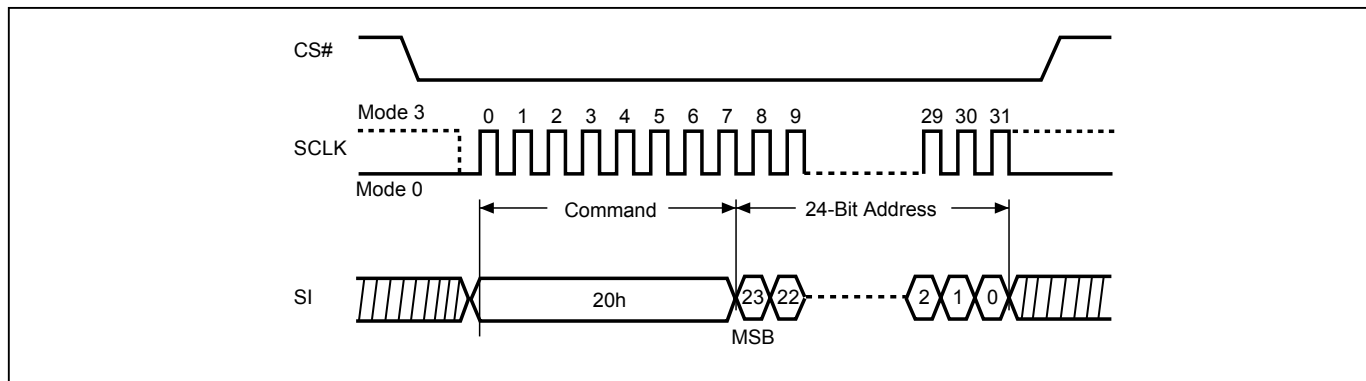 CS#
Mode 3
0 1 2 3 4 5 6 7 8 9 29 30 31
SCLK
Mode 0
Command 24-Bit Address
SI 20h 23 22 2 1 0
MSB